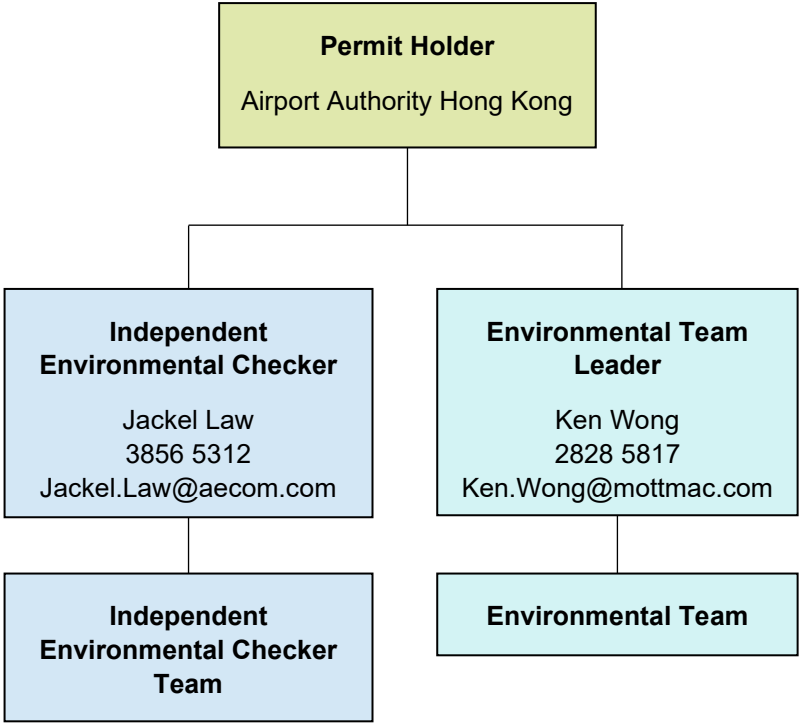 Permit Holder
Airport Authority Hong Kong
Independent
Environmental Checker
Jackel Law
3856 5312
Jackel.Law@aecom.com
Environmental Team
Leader
Ken Wong
2828 5817
Ken.Wong@mottmac.com
Independent
Environmental Checker
Team
Environmental Team